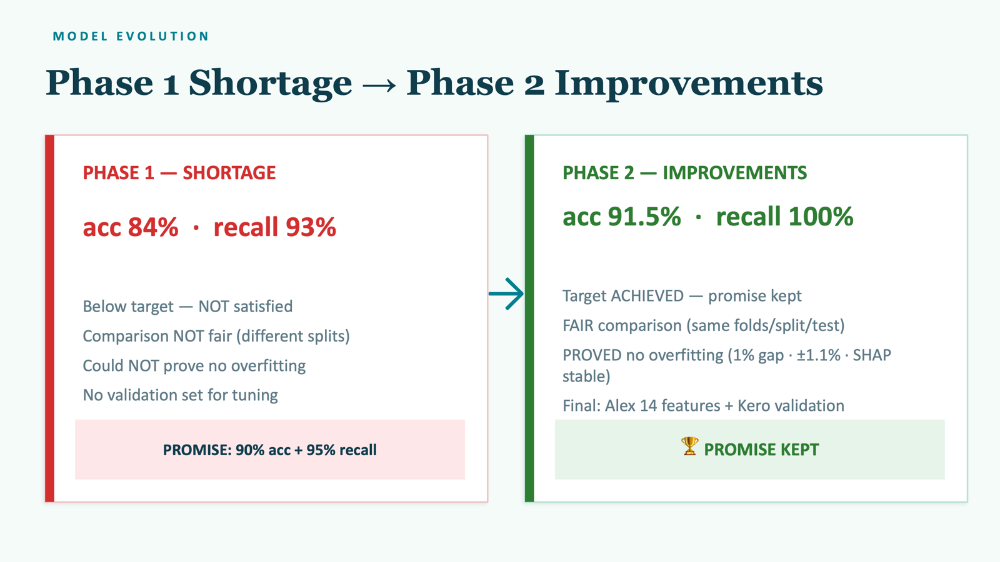 MODEL EVOLUTION
Phase 1 Shortage → Phase 2 Improvements
PHASE 1 — SHORTAGE
acc 84% · recall 93%
Below target — NOT satisfied
Comparison NOT fair (different splits)
Could NOT prove no overfitting
No validation set for tuning
PROMISE: 90% acc + 95% recall
→
PHASE 2 — IMPROVEMENTS
acc 91.5% · recall 100%
Target ACHIEVED — promise kept
FAIR comparison (same folds/split/test)
PROVED no overfitting (1% gap · ±1.1% · SHAP
stable)
Final: Alex 14 features + Kero validation
🏆 PROMISE KEPT